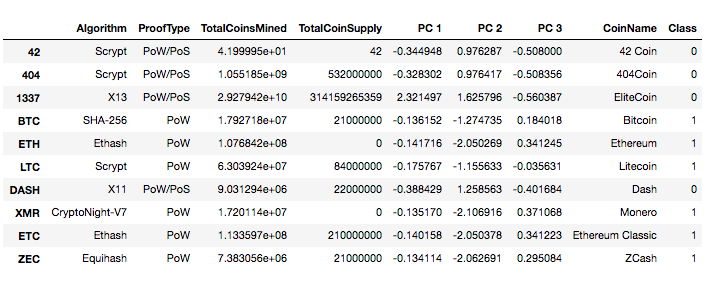 Algorithm ProofType TotalCoinsMined TotalCoinSupply PC 1 PC 2 PC 3 CoinName Class
42 Scrypt PoW/PoS 4.199995e+01 42 -0.344948 0.976287 -0.508000 42 Coin 0
404 Scrypt PoW/PoS 1.055185e+09 532000000 -0.328302 0.976417 -0.508356 404Coin 0
1337 X13 PoW/PoS 2.927942e+10 314159265359 2.321497 1.625796 -0.560387 EliteCoin 0
BTC SHA-256 PoW 1.792718e+07 21000000 -0.136152 -1.274735 0.184018 Bitcoin 1
ETH Ethash PoW 1.076842e+08 0 -0.141716 -2.050269 0.341245 Ethereum 1
LTC Scrypt PoW 6.303924e+07 84000000 -0.175767 -1.155633 -0.035631 Litecoin 1
DASH X11 PoW/PoS 9.031294e+06 22000000 -0.388429 1.258563 -0.401684 Dash 0
XMR CryptoNight-V7 PoW 1.720114e+07 0 -0.135170 -2.106916 0.371068 Monero 1
ETC Ethash PoW 1.133597e+08 210000000 -0.140158 -2.050378 0.341223 Ethereum Classic 1
ZEC Equihash PoW 7.383056e+06 21000000 -0.134114 -2.062691 0.295084 ZCash 1